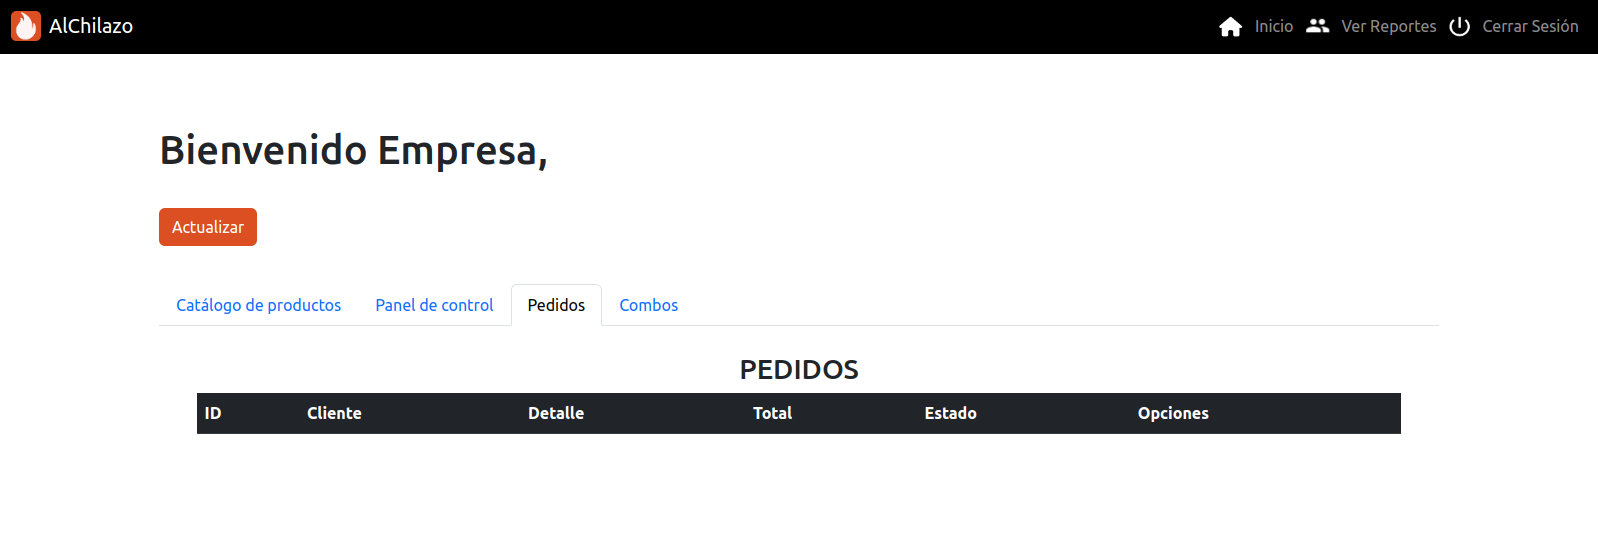 AlChilazo Inicio Ver Reportes Cerrar Sesión
Bienvenido Empresa,
Actualizar
Catálogo de productos Panel de control Pedidos Combos
PEDIDOS
ID Cliente Detalle Total Estado Opciones